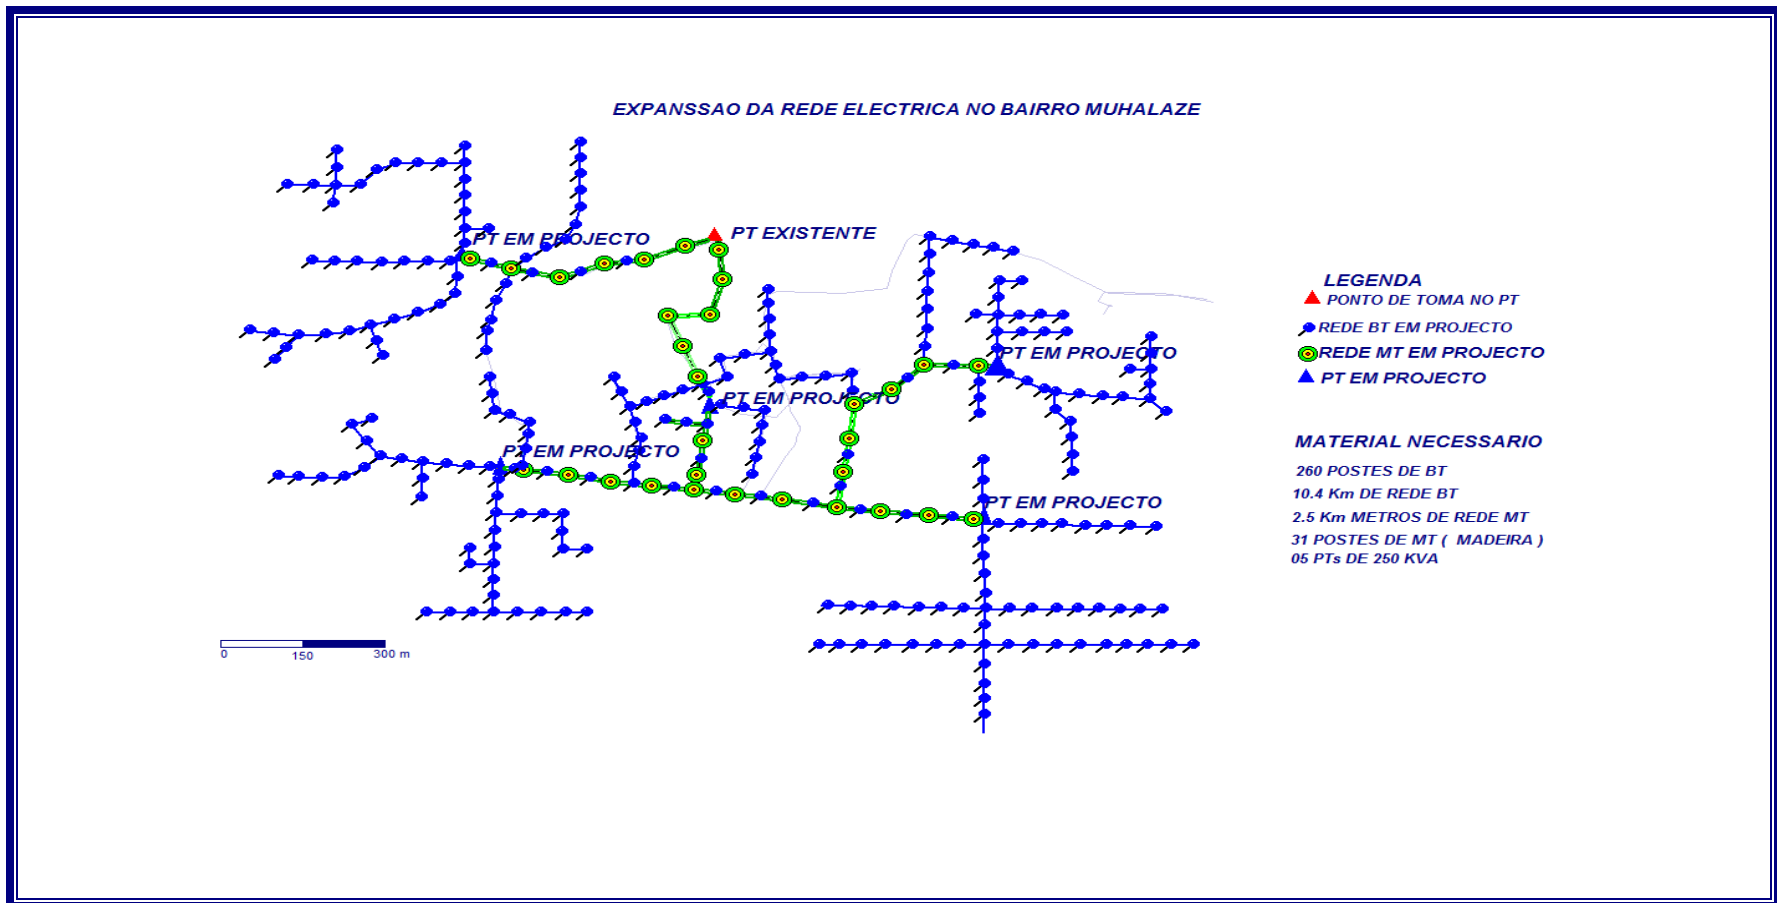 EXPANSSAO DA REDE ELECTRICA NO BAIRRO MUHALAZE
PT EM PROJECTO
PT EXISTENTE
PT EM PROJECTO
PT EM PROJECTO
PT EM PROJECTO
PT EM PROJECTO
LEGENDA
PONTO DE TOMA NO PT
REDE BT EM PROJECTO
REDE MT EM PROJECTO
PT EM PROJECTO
MATERIAL NECESSARIO
260 POSTES DE BT
10.4 Km DE REDE BT
2.5 Km METROS DE REDE MT
31 POSTES DE MT ( MADEIRA )
05 PTs DE 250 KVA
0 150 300 m